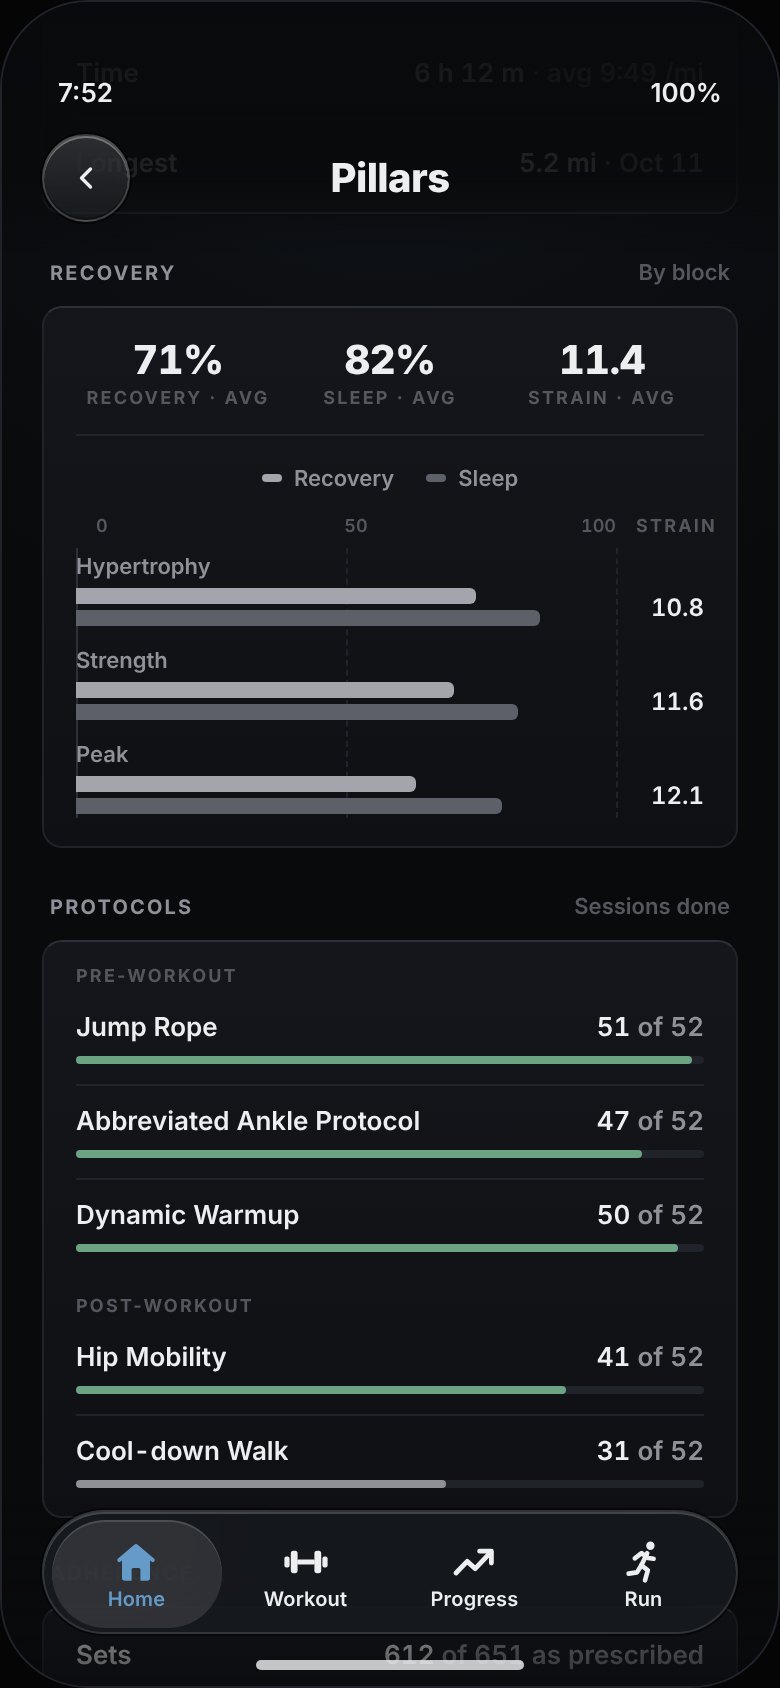 Time 6 h 12 m · avg 9:49 /mi
7:52 100%
Longest 5.2 mi · Oct 11
Pillars
RECOVERY By block
71% 82% 11.4
RECOVERY · AVG SLEEP · AVG STRAIN · AVG
Recovery Sleep
0 50 100 STRAIN
Hypertrophy
10.8
Strength
11.6
Peak
12.1
PROTOCOLS Sessions done
PRE-WORKOUT
Jump Rope 51 of 52
Abbreviated Ankle Protocol 47 of 52
Dynamic Warmup 50 of 52
POST-WORKOUT
Hip Mobility 41 of 52
Cool-down Walk 31 of 52
ADHERENCE
Home Workout Progress Run
Sets 612 of 651 as prescribed